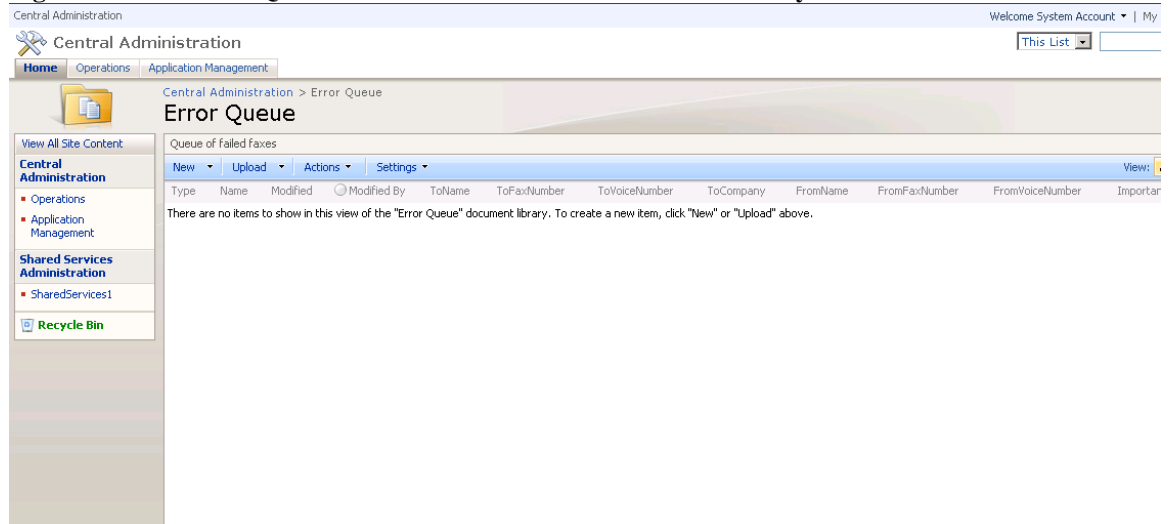 Central Administration
Welcome System Account | My
Central Administration
This List
Home Operations Application Management
Central Administration > Error Queue
Error Queue
View All Site Content
Queue of failed faxes
Central
Administration
New Upload Actions Settings
View:
Type Name Modified Modified By ToName ToFaxNumber ToVoiceNumber ToCompany FromName FromFaxNumber FromVoiceNumber Importan
Operations
There are no items to show in this view of the "Error Queue" document library. To create a new item, click "New" or "Upload" above.
Application
Management
Shared Services
Administration
SharedServices1
Recycle Bin